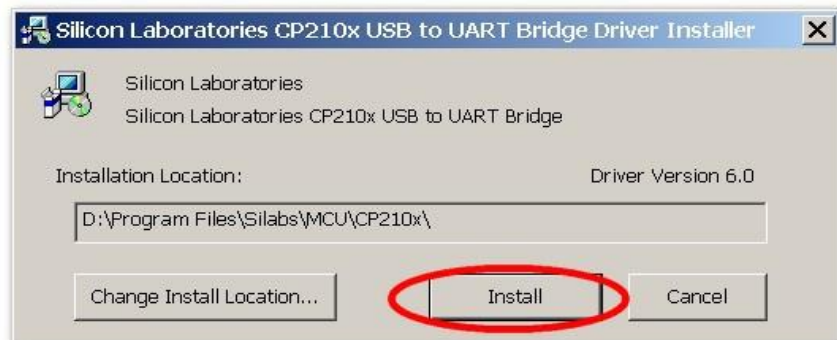 Silicon Laboratories CP210x USB to UART Bridge Driver Installer
Silicon Laboratories
Silicon Laboratories CP210x USB to UART Bridge
Installation Location: Driver Version 6.0
D:\Program Files\Silabs\MCU\CP210x\
Change Install Location... Install Cancel